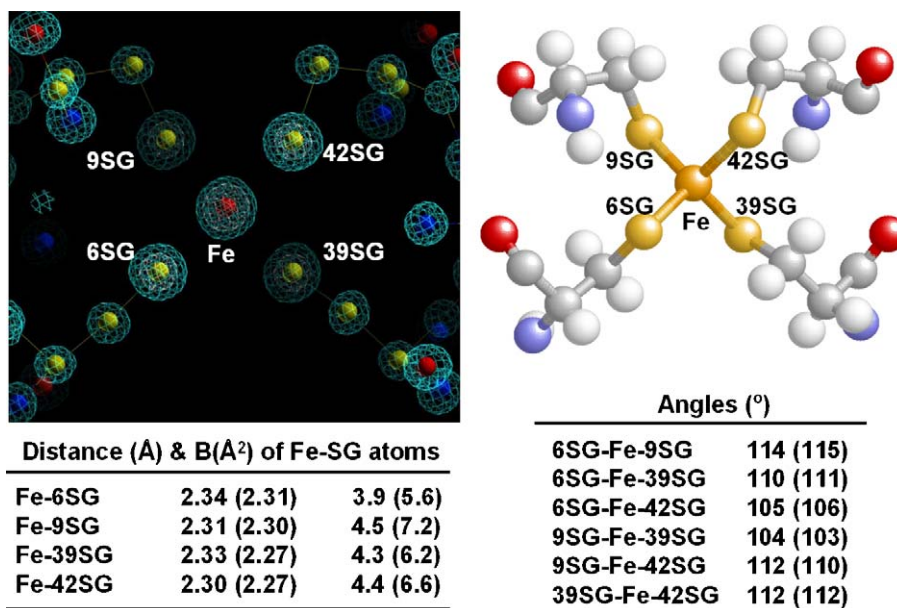 9SG
42SG
Fe
6SG
39SG
9SG
42SG
6SG
39SG
Fe
Distance (Å) & B(Å²) of Fe-SG atoms
Fe-6SG 2.34 (2.31) 3.9 (5.6)
Fe-9SG 2.31 (2.30) 4.5 (7.2)
Fe-39SG 2.33 (2.27) 4.3 (6.2)
Fe-42SG 2.30 (2.27) 4.4 (6.6)
Angles (º)
6SG-Fe-9SG 114 (115)
6SG-Fe-39SG 110 (111)
6SG-Fe-42SG 105 (106)
9SG-Fe-39SG 104 (103)
9SG-Fe-42SG 112 (110)
39SG-Fe-42SG 112 (112)